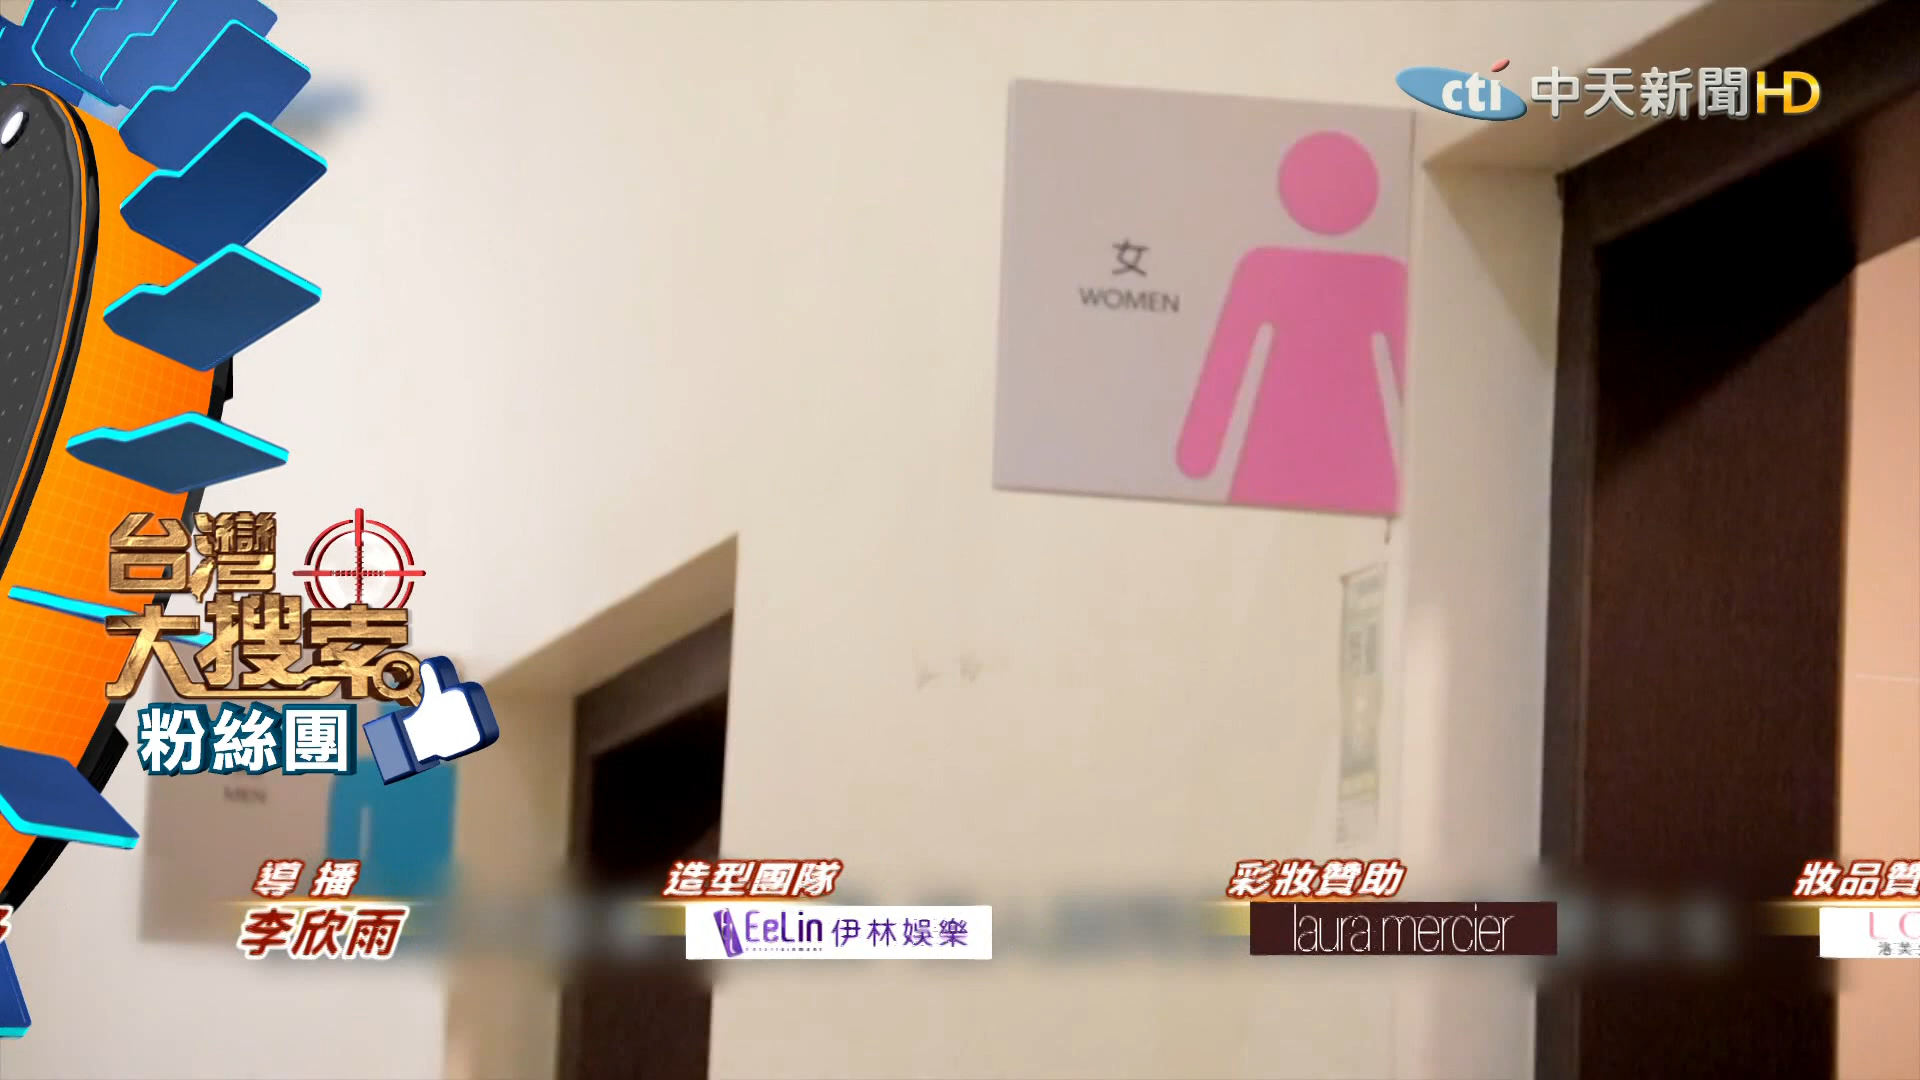 cti 中天新聞HD
女
WOMEN
台灣
大搜索
粉絲團
MEN
導播
造型團隊
彩妝贊助
妝品贊
李欣雨
EeLin 伊林娛樂
Entertainment
laura mercier